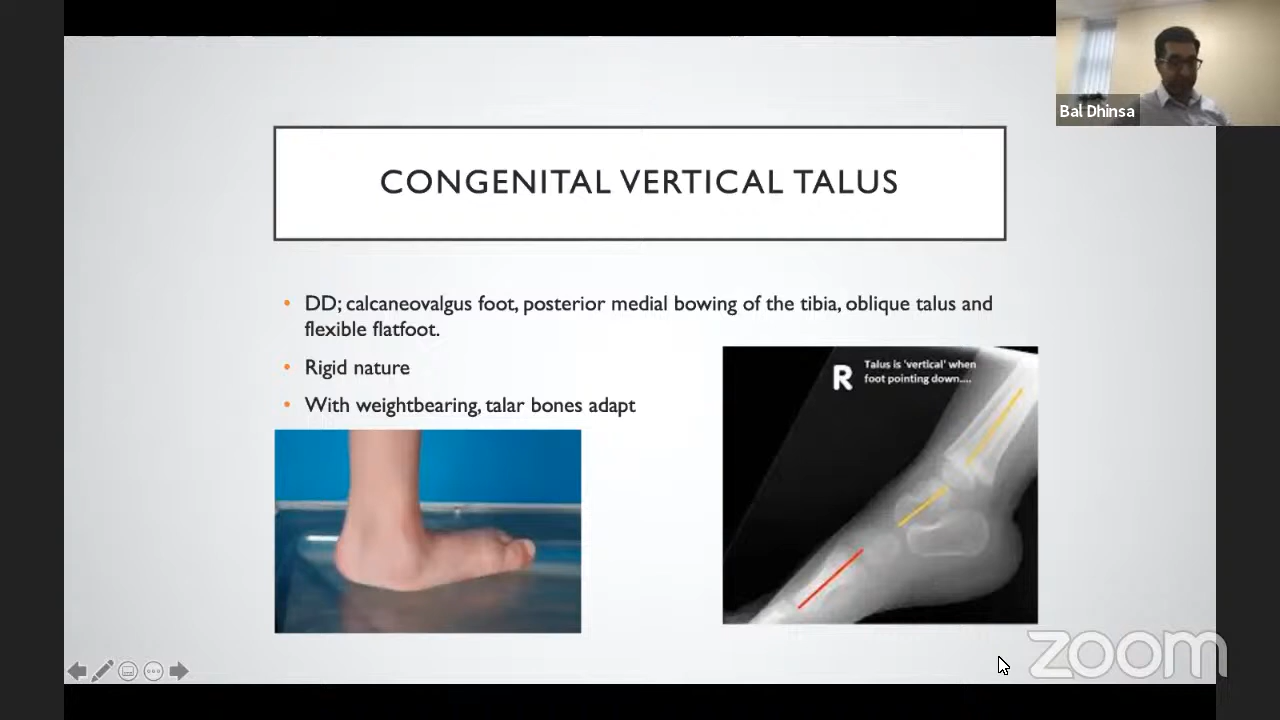 Bal Dhinsa
CONGENITAL VERTICAL TALUS
• DD; calcaneovalgus foot, posterior medial bowing of the tibia, oblique talus and
flexible flatfoot.
• Rigid nature
• With weightbearing, talar bones adapt
R
Talus is 'vertical' when
foot pointing down....
zoom